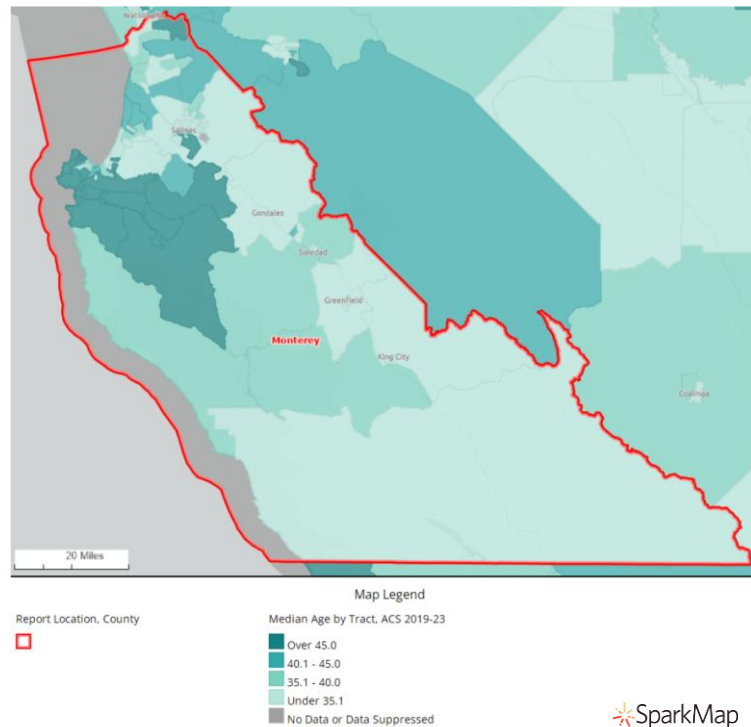 Watsonville
Salinas
Gonzales
Soledad
Greenfield
Monterey
King City
Coalinga
20 Miles
Map Legend
Report Location, County
Median Age by Tract, ACS 2019-23
Over 45.0
40.1 - 45.0
35.1 - 40.0
Under 35.1
No Data or Data Suppressed
SparkMap